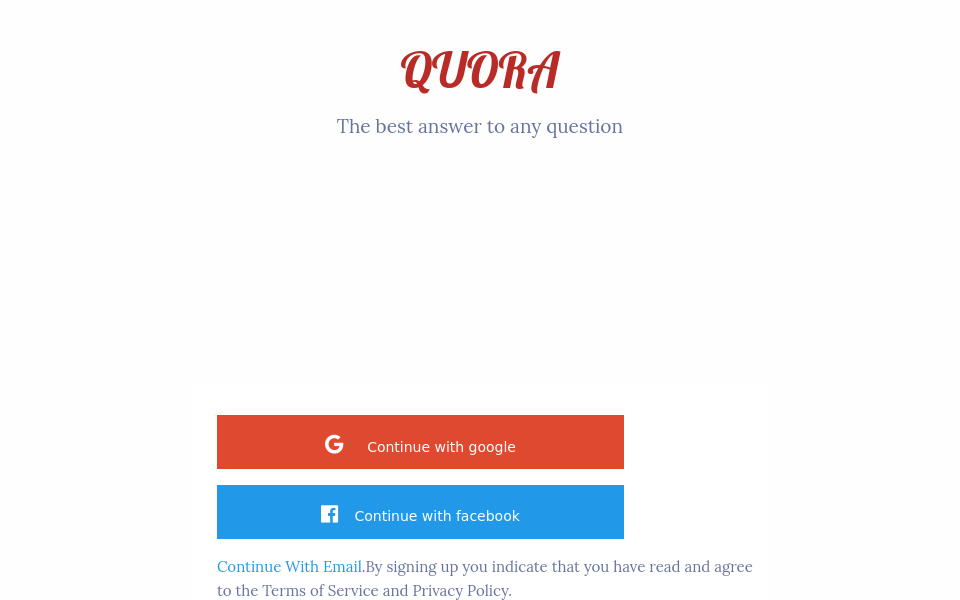 QUORA
The best answer to any question
Continue with google
Continue with facebook
Continue With Email.By signing up you indicate that you have read and agree
to the Terms of Service and Privacy Policy.